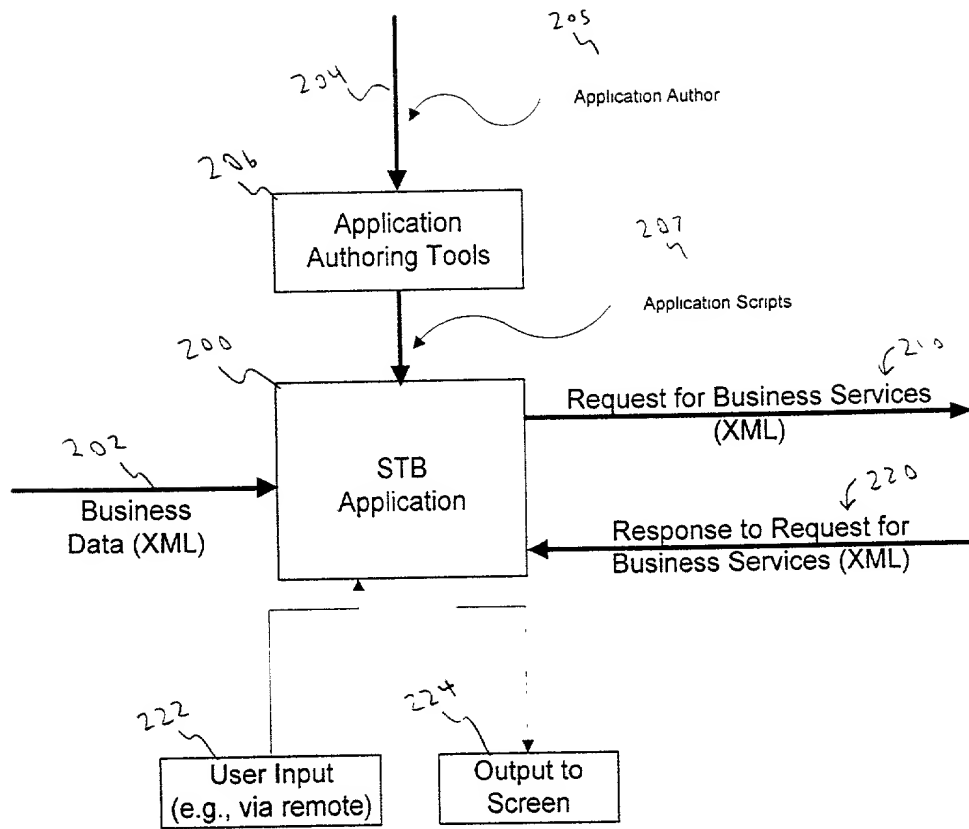 205
204
Application Author
206
Application
Authoring Tools
207
Application Scripts
200
210
Request for Business Services
(XML)
202
STB
Application
Business
Data (XML)
220
Response to Request for
Business Services (XML)
222
224
User Input
(e.g., via remote)
Output to
Screen